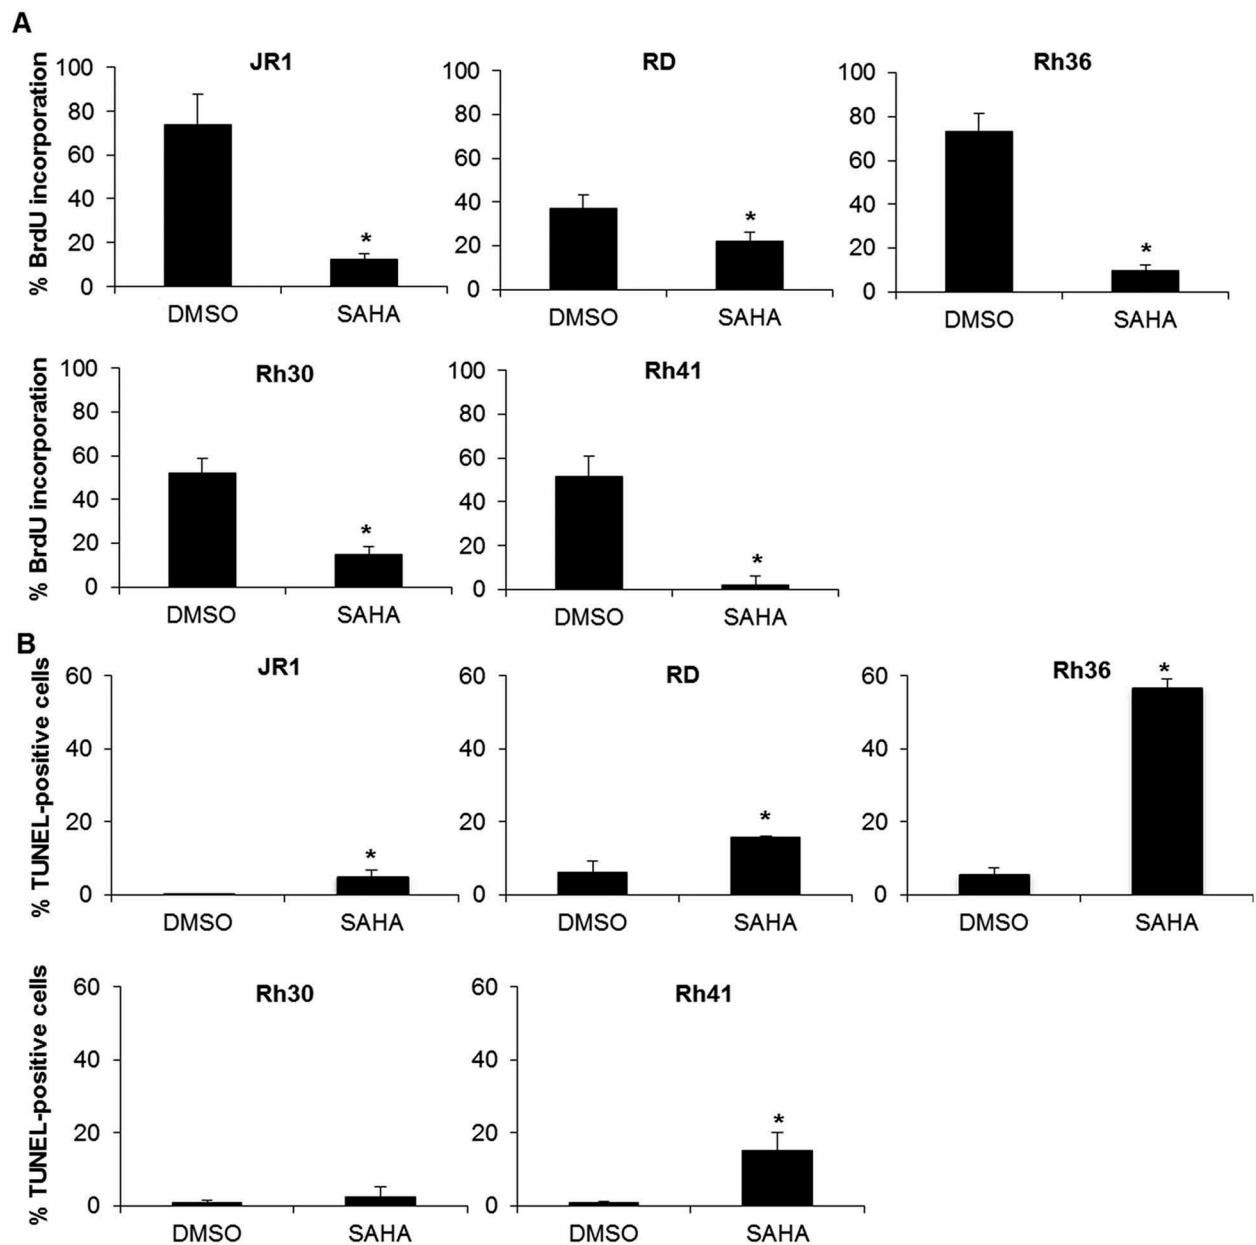 A
JR1
RD
Rh36
% BrdU incorporation
100
80
60
40
20
0
100
80
60
40
20
0
100
80
60
40
20
0
*
*
*
DMSO SAHA
DMSO SAHA
DMSO SAHA
Rh30
Rh41
% BrdU incorporation
100
80
60
40
20
0
100
80
60
40
20
0
*
*
DMSO SAHA
DMSO SAHA
B
JR1
RD
Rh36
% TUNEL-positive cells
60
40
20
0
60
40
20
0
60
40
20
0
*
*
*
DMSO SAHA
DMSO SAHA
DMSO SAHA
Rh30
Rh41
% TUNEL-positive cells
60
40
20
0
60
40
20
0
*
DMSO SAHA
DMSO SAHA